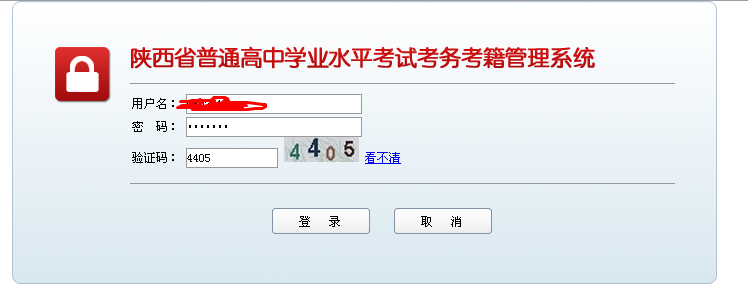 陕西省普通高中学业水平考试考务考籍管理系统
用户名：
密 码： •••••••
验证码： 4405 4405 看不清
登 录 取 消